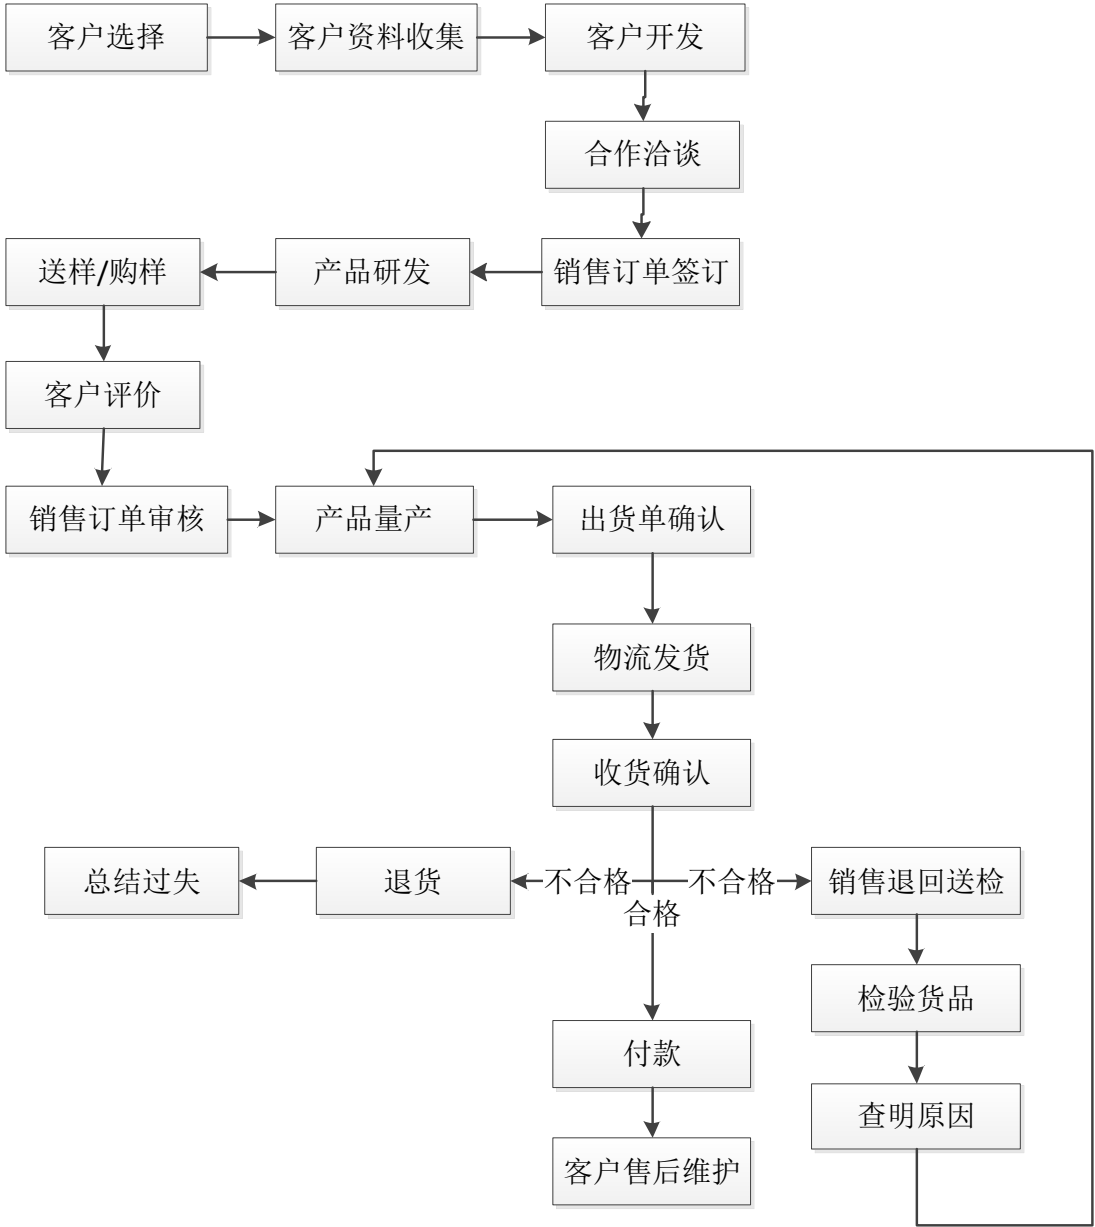 客户选择
客户资料收集
客户开发
合作洽谈
送样/购样
产品研发
销售订单签订
客户评价
销售订单审核
产品量产
出货单确认
物流发货
收货确认
总结过失
退货
不合格
不合格
销售退回送检
合格
检验货品
付款
查明原因
客户售后维护